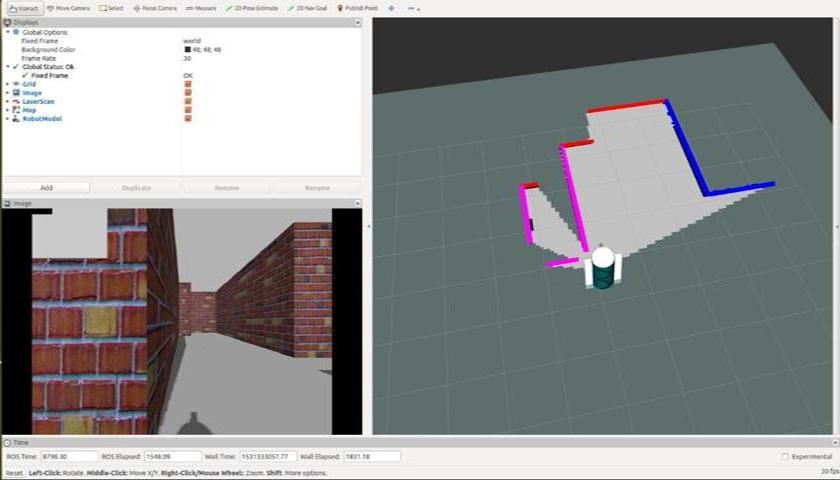 Interact Move Camera Select Focus Camera Measure 2D Pose Estimate 2D Nav Goal Publish Point
Displays
Global Options
Fixed Frame world
Background Color 48; 48; 48
Frame Rate 30
Global Status: Ok
Fixed Frame OK
Grid
Image
LaserScan
Map
RobotModel
Add Duplicate Remove Rename
Image
Time
ROS Time: 8798.30 ROS Elapsed: 1548.09 Wall Time: 1531333057.77 Wall Elapsed: 1831.18 Experimental
Reset Left-Click: Rotate. Middle-Click: Move X/Y. Right-Click/Mouse Wheel: Zoom. Shift: More options. 30 fps